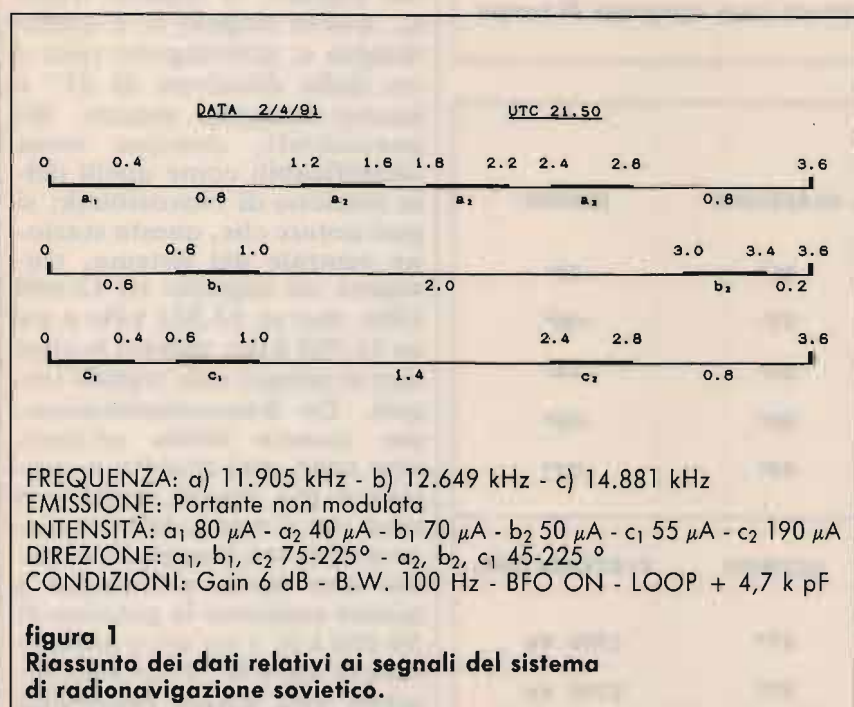 DATA 2/4/91 UTC 21.50
0 0.4 1.2 1.6 1.8 2.2 2.4 2.8 3.6
a₁ 0.8 a₂ a₂ a₂ 0.8
0 0.6 1.0 3.0 3.4 3.6
0.6 b₁ 2.0 b₂ 0.2
0 0.4 0.6 1.0 2.4 2.8 3.6
c₁ c₁ 1.4 c₂ 0.8
FREQUENZA: a) 11.905 kHz - b) 12.649 kHz - c) 14.881 kHz
EMISSIONE: Portante non modulata
INTENSITÀ: a₁ 80 µA - a₂ 40 µA - b₁ 70 µA - b₂ 50 µA - c₁ 55 µA - c₂ 190 µA
DIREZIONE: a₁, b₁, c₂ 75-225° - a₂, b₂, c₁ 45-225 °
CONDIZIONI: Gain 6 dB - B.W. 100 Hz - BFO ON - LOOP + 4,7 k pF
figura 1
Riassunto dei dati relativi ai segnali del sistema
di radionavigazione sovietico.